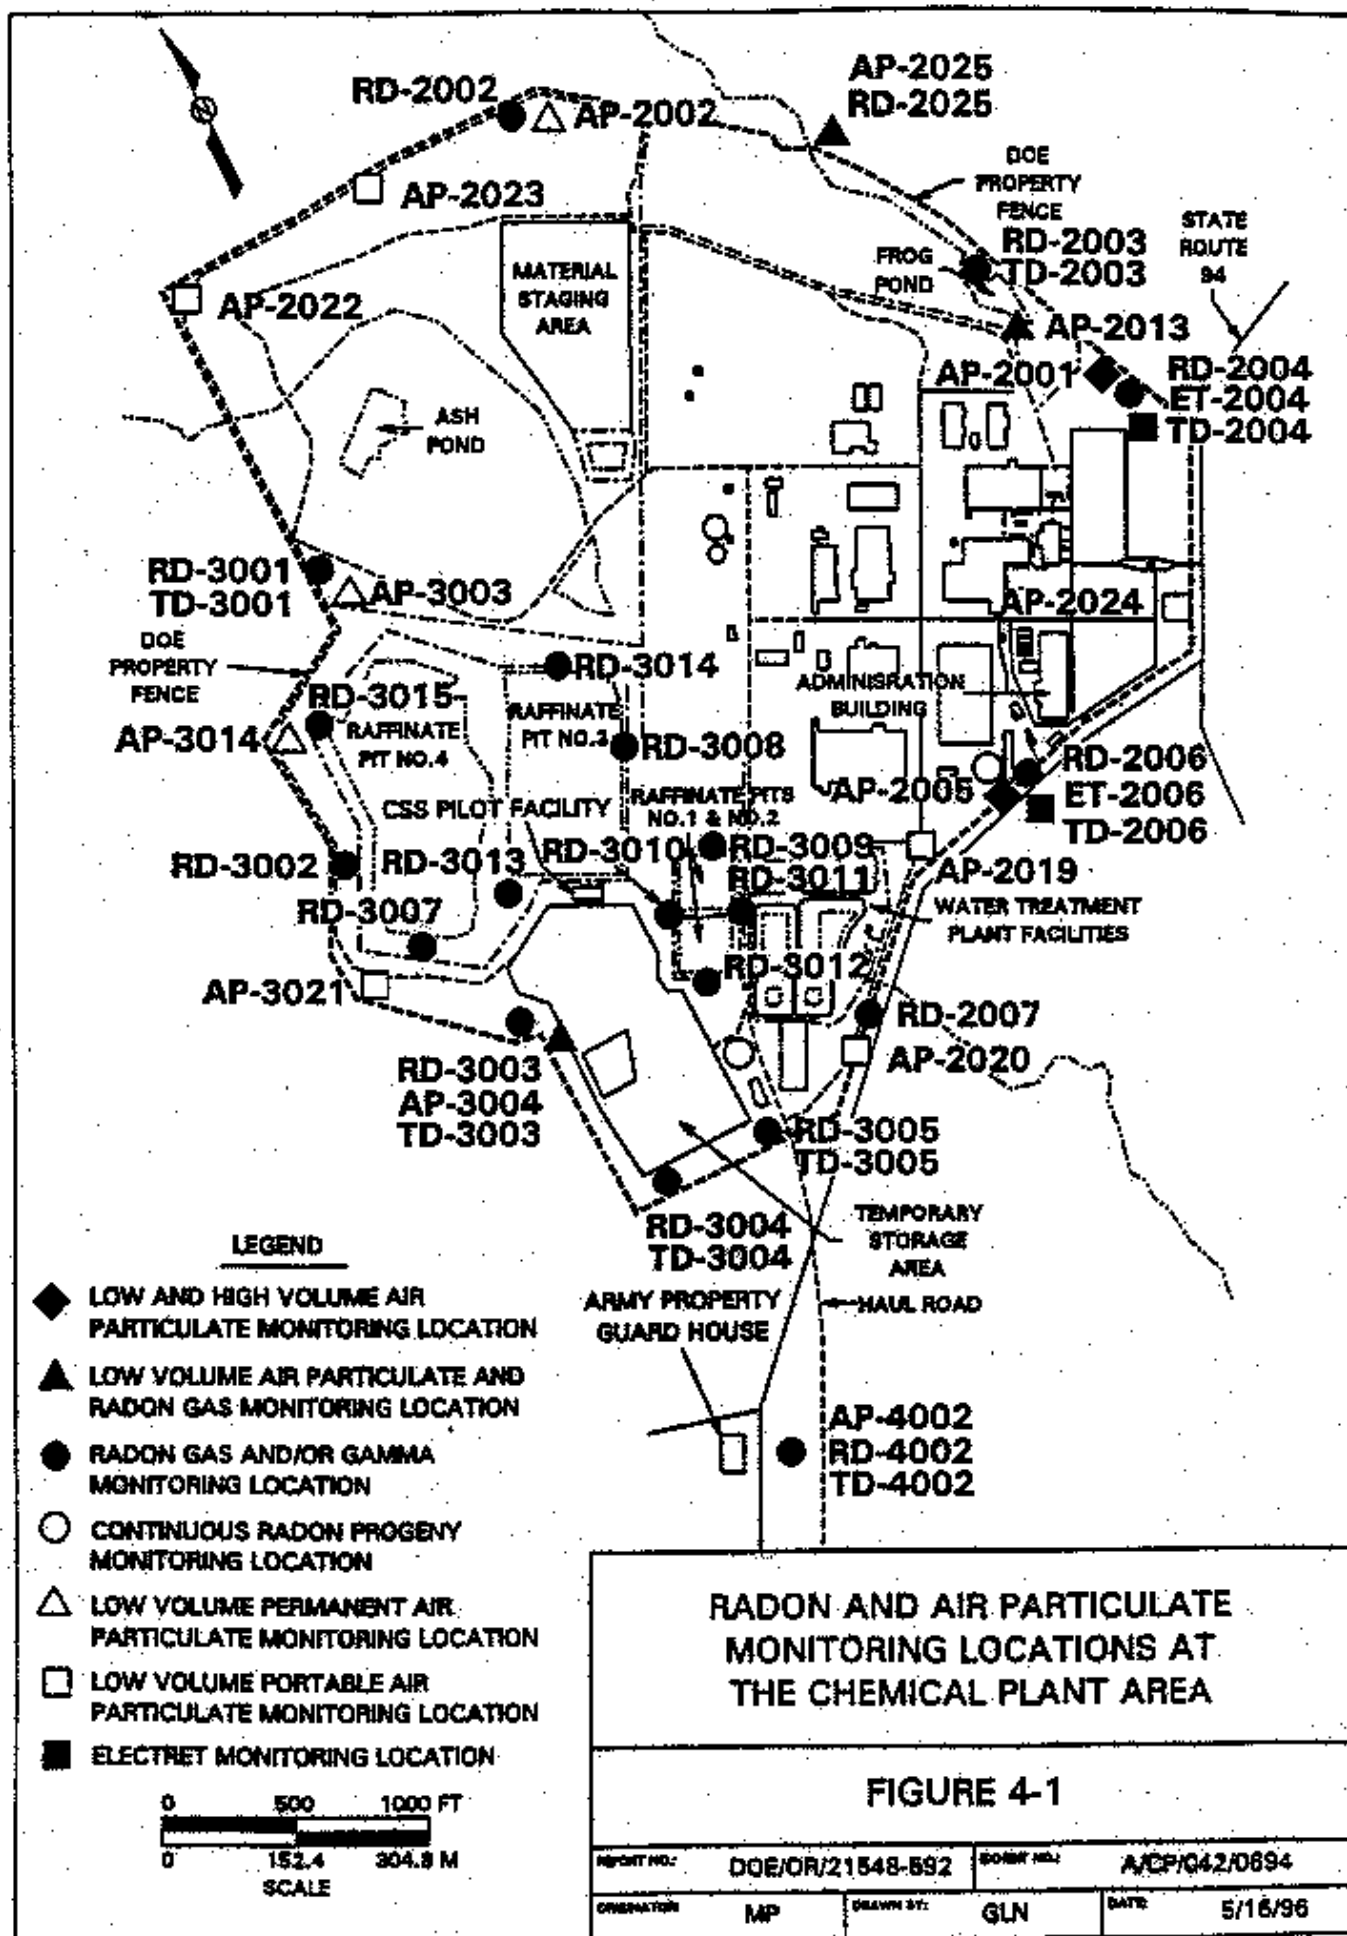 AP-2025
RD-2025
RD-2002
AP-2002
DOE
PROPERTY
FENCE
AP-2023
STATE
ROUTE
94
RD-2003
TD-2003
FROG
POND
MATERIAL
STAGING
AREA
AP-2022
AP-2013
AP-2001
RD-2004
ET-2004
TD-2004
ASH
POND
RD-3001
TD-3001
AP-3003
AP-2024
DOE
PROPERTY
FENCE
RD-3014
ADMINISRATION
BUILDING
RD-3015
RAFFINATE
PIT NO.4
RAFFINATE
PIT NO.3
AP-3014
RD-3008
RD-2006
ET-2006
TD-2006
AP-2005
CSS PILOT FACILITY
RAFFINATE PITS
NO.1 & NO.2
RD-3002
RD-3013
RD-3010
RD-3009
RD-3011
AP-2019
RD-3007
WATER TREATMENT
PLANT FACILITIES
AP-3021
RD-3012
RD-2007
AP-2020
RD-3003
AP-3004
TD-3003
RD-3005
TD-3005
RD-3004
TD-3004
TEMPORARY
STORAGE
AREA
ARMY PROPERTY
GUARD HOUSE
HAUL ROAD
AP-4002
RD-4002
TD-4002
LEGEND
LOW AND HIGH VOLUME AIR
PARTICULATE MONITORING LOCATION
LOW VOLUME AIR PARTICULATE AND
RADON GAS MONITORING LOCATION
RADON GAS AND/OR GAMMA
MONITORING LOCATION
CONTINUOUS RADON PROGENY
MONITORING LOCATION
LOW VOLUME PERMANENT AIR
PARTICULATE MONITORING LOCATION
LOW VOLUME PORTABLE AIR
PARTICULATE MONITORING LOCATION
ELECTRET MONITORING LOCATION
0 500 1000 FT
0 152.4 304.8 M
SCALE
RADON AND AIR PARTICULATE
MONITORING LOCATIONS AT
THE CHEMICAL PLANT AREA
FIGURE 4-1
REPORT NO.: DOE/OR/21548-592 EXHIBIT NO.: A/CP/042/0694
ORIGINATOR: MP DRAWN BY: GLN DATE: 5/16/96